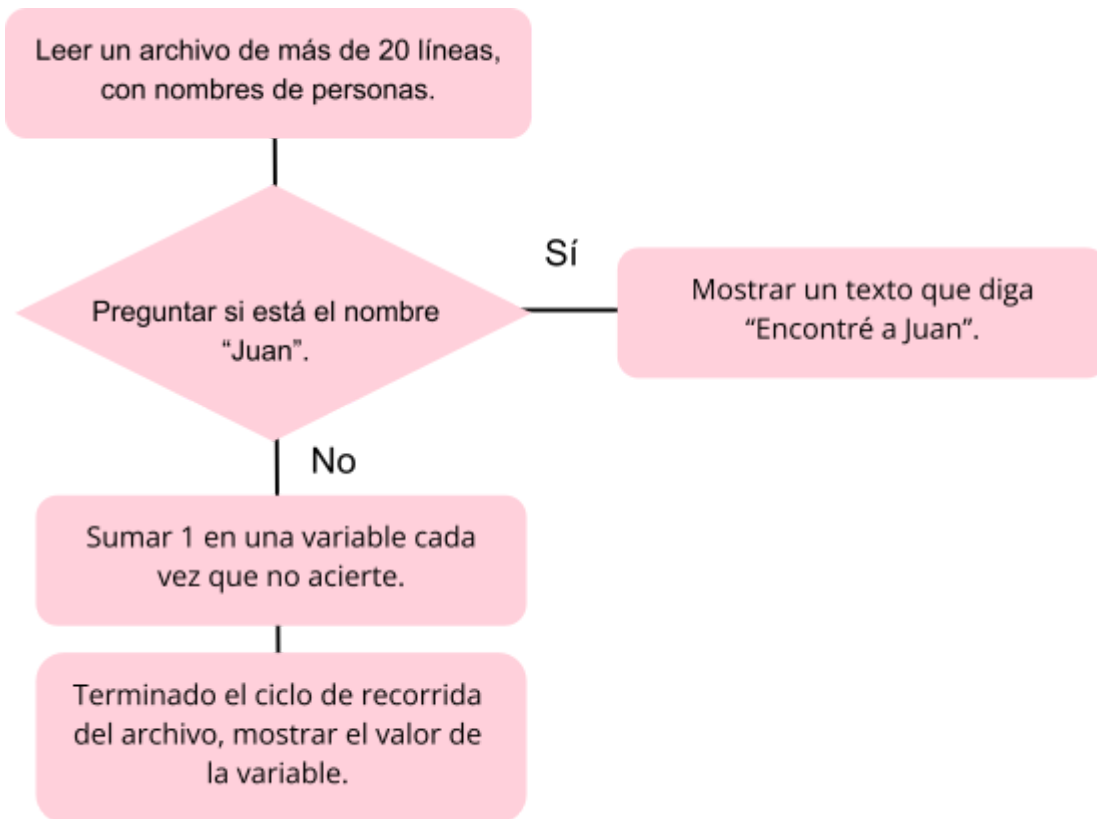 Leer un archivo de más de 20 líneas,
con nombres de personas.
Preguntar si está el nombre
“Juan”.
Sí
Mostrar un texto que diga
“Encontré a Juan”.
No
Sumar 1 en una variable cada
vez que no acierte.
Terminado el ciclo de recorrida
del archivo, mostrar el valor de
la variable.